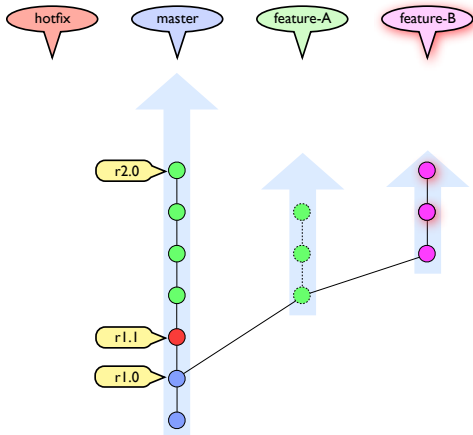 hotfix
master
feature-A
feature-B
r2.0
r1.1
r1.0